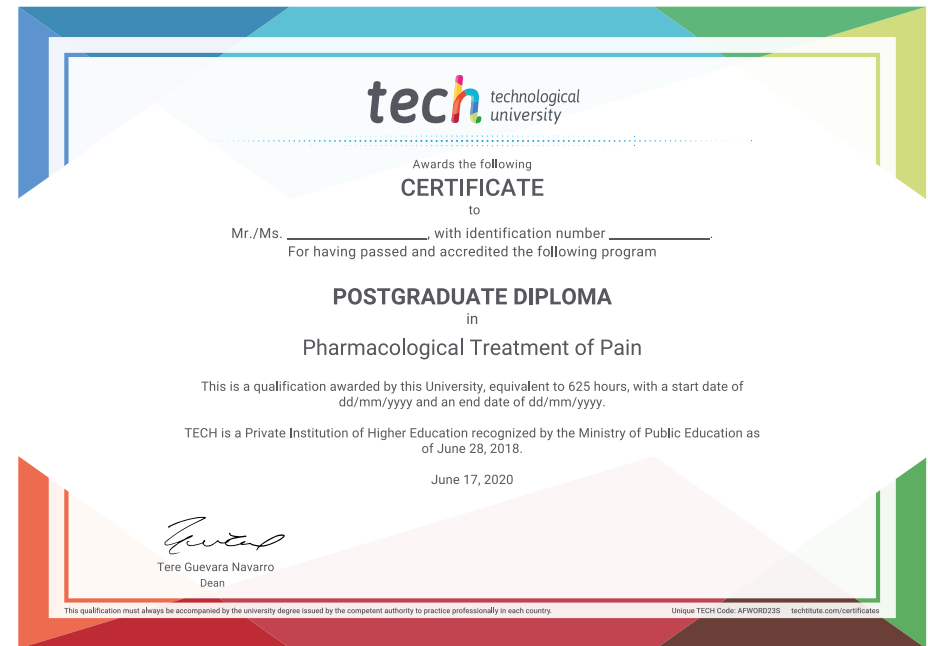 tech technological
university
Awards the following
CERTIFICATE
to
Mr./Ms. ____________________, with identification number ______________.
For having passed and accredited the following program
POSTGRADUATE DIPLOMA
in
Pharmacological Treatment of Pain
This is a qualification awarded by this University, equivalent to 625 hours, with a start date of
dd/mm/yyyy and an end date of dd/mm/yyyy.
TECH is a Private Institution of Higher Education recognized by the Ministry of Public Education as
of June 28, 2018.
June 17, 2020
Tere Guevara Navarro
Dean
This qualification must always be accompanied by the university degree issued by the competent authority to practice professionally in each country. Unique TECH Code: AFWORD23S techtitute.com/certificates